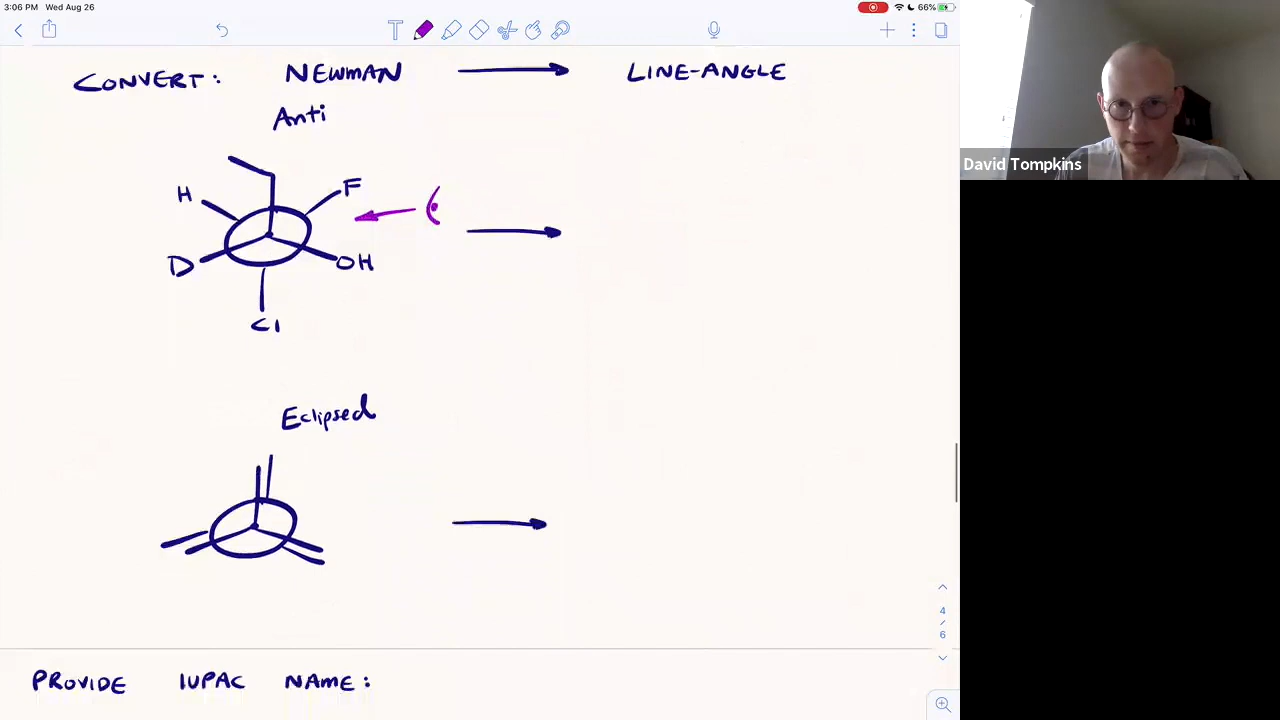 3:06 PM Wed Aug 26
66%
T
CONVERT: NEWMAN LINE-ANGLE
Anti
David Tompkins
H F
D OH
Cl
Eclipsed
4
/
6
PROVIDE IUPAC NAME: